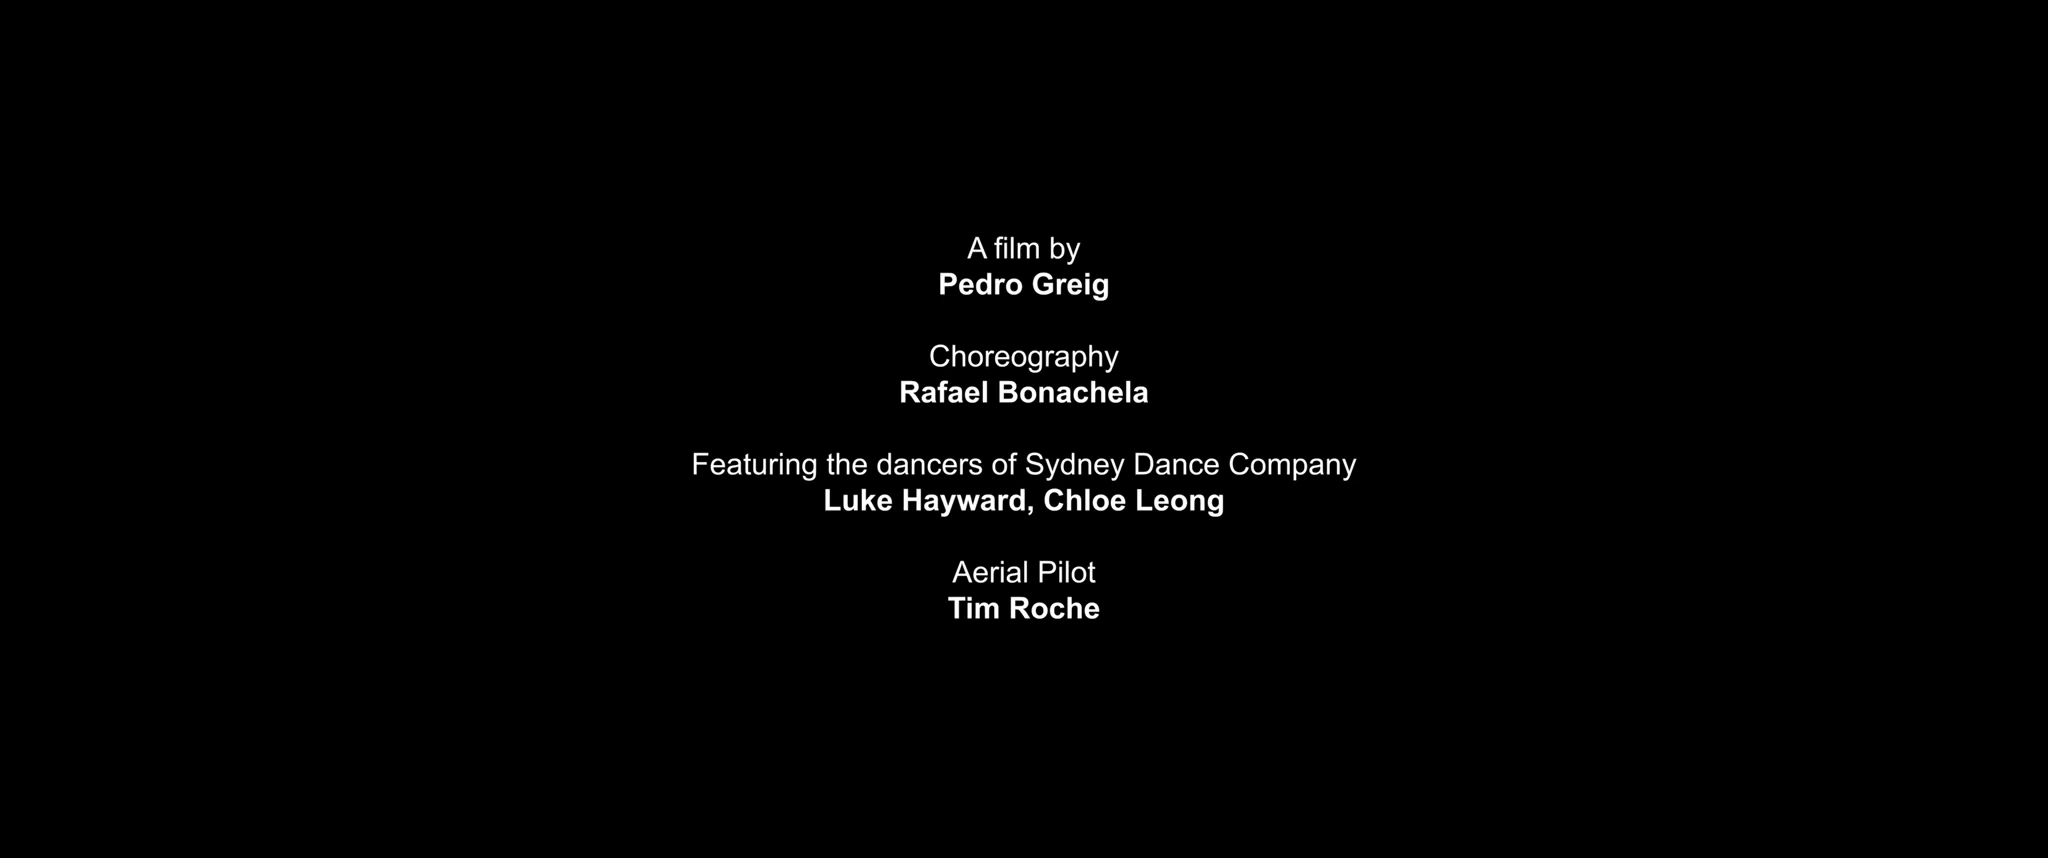 A film by
Pedro Greig
Choreography
Rafael Bonachela
Featuring the dancers of Sydney Dance Company
Luke Hayward, Chloe Leong
Aerial Pilot
Tim Roche